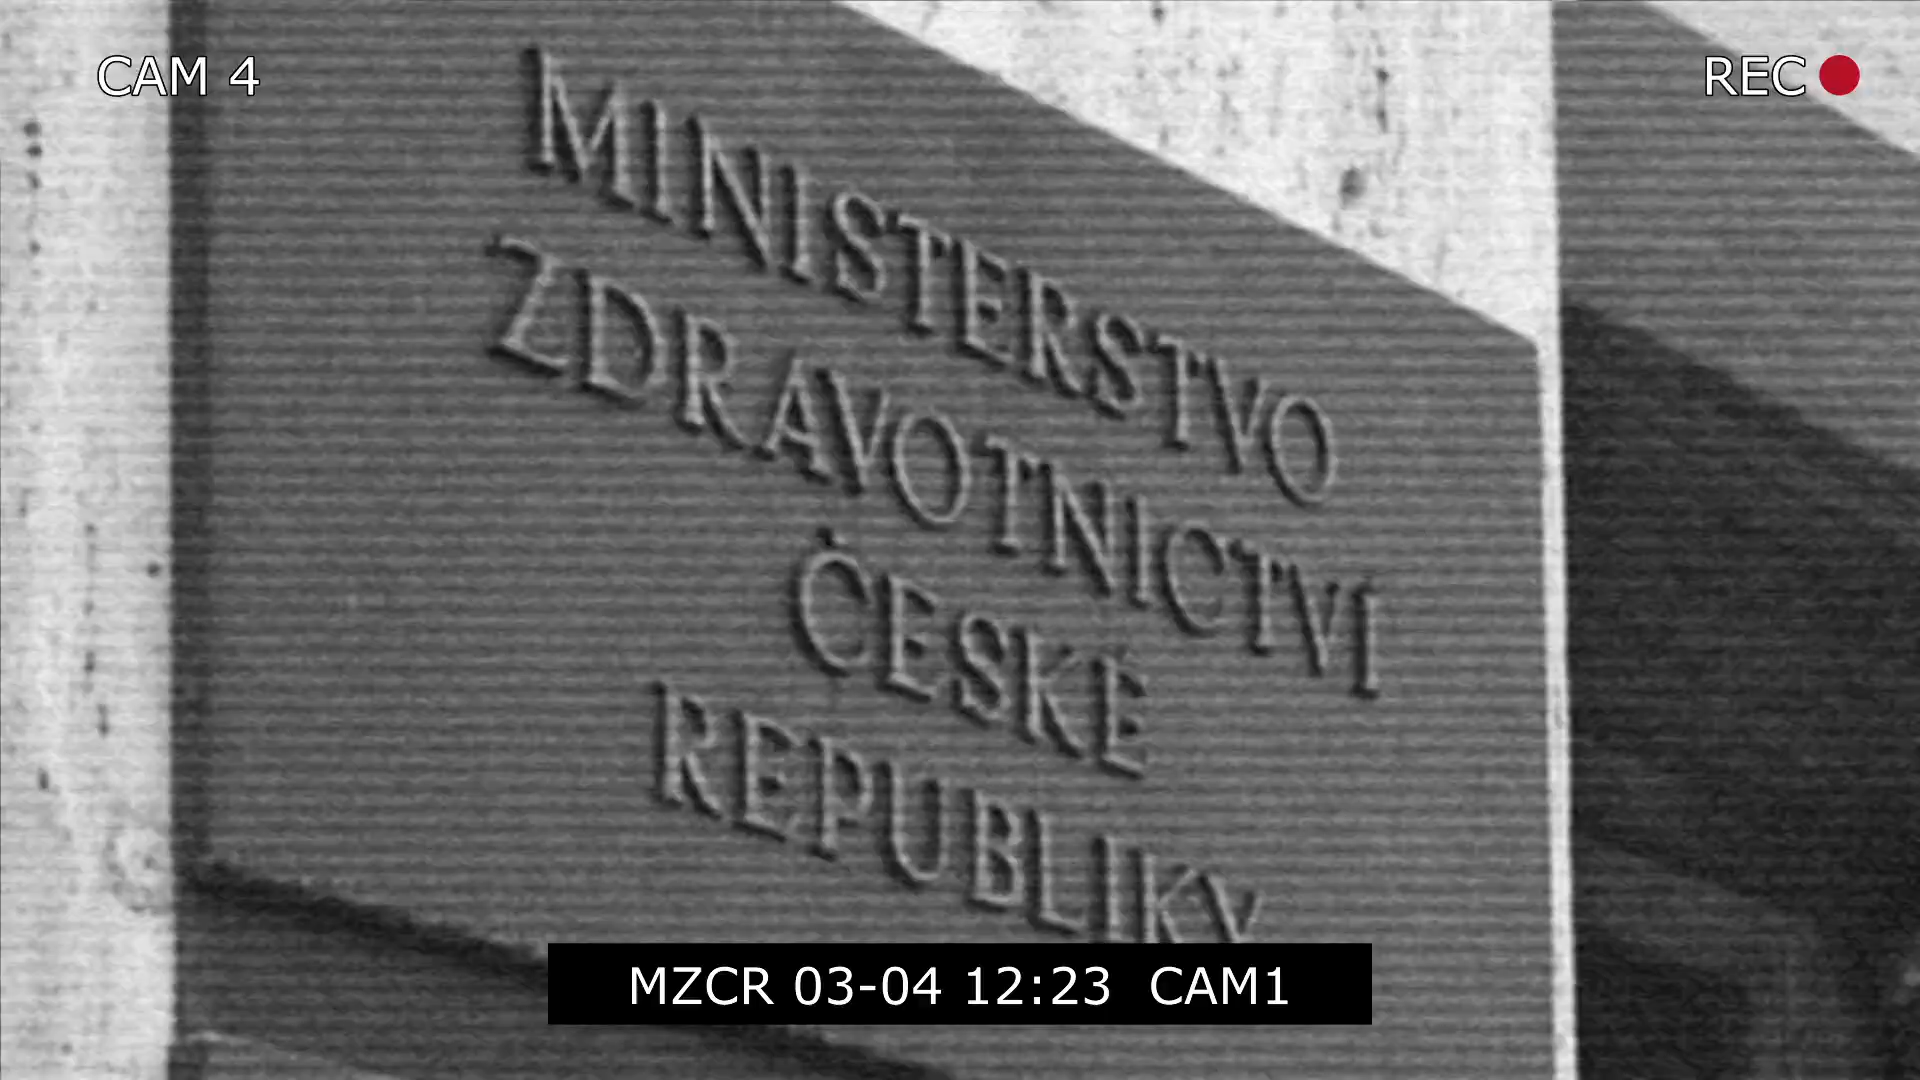 CAM 4
REC
MINISTERSTVO
ZDRAVOTNICTVÍ
ČESKÉ
REPUBLIKY
MZCR 03-04 12:23 CAM1